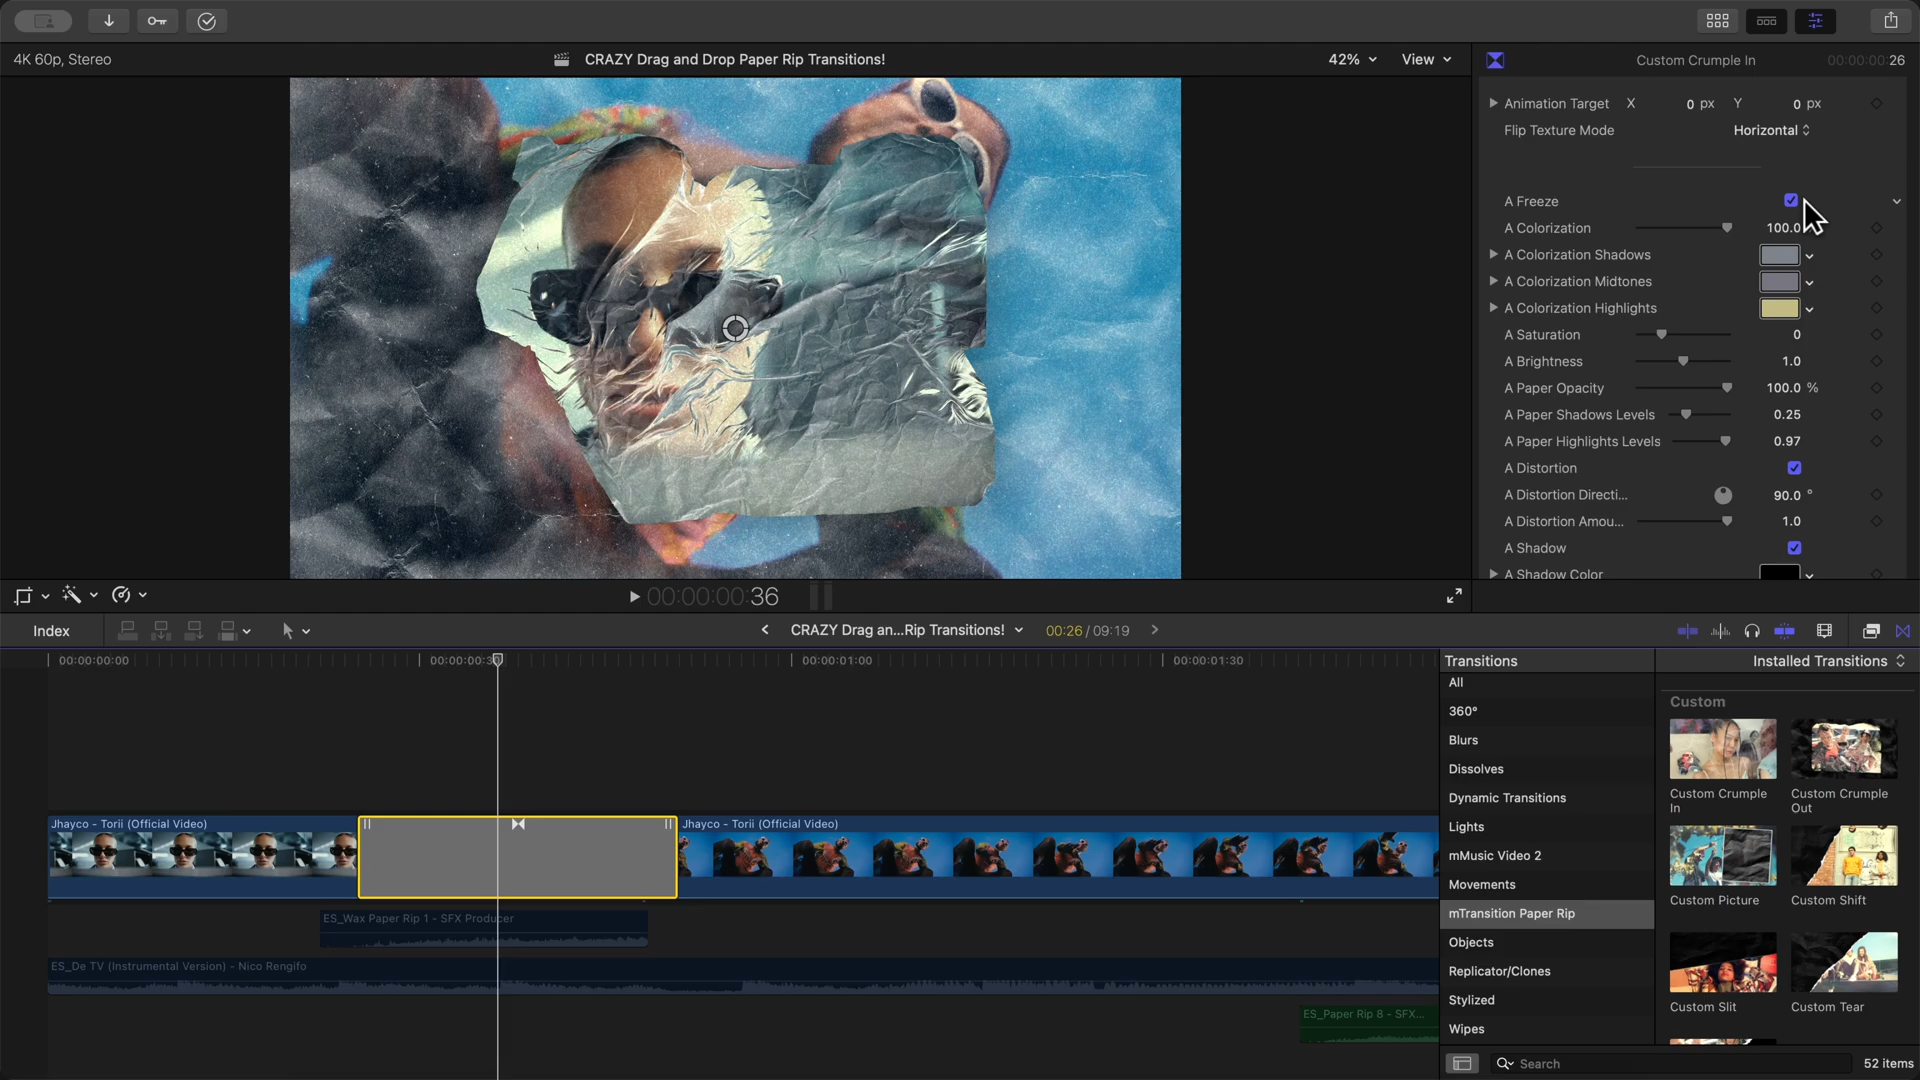 4K 60p, Stereo
CRAZY Drag and Drop Paper Rip Transitions!
42%
View
Custom Crumple In
00:00:00:26
Animation Target X 0 px Y 0 px
Flip Texture Mode Horizontal
A Freeze
A Colorization 100.0
A Colorization Shadows
A Colorization Midtones
A Colorization Highlights
A Saturation 0
A Brightness 1.0
A Paper Opacity 100.0 %
A Paper Shadows Levels 0.25
A Paper Highlights Levels 0.97
A Distortion
A Distortion Directi... 90.0 °
A Distortion Amou... 1.0
A Shadow
A Shadow Color
00:00:00:36
Index
CRAZY Drag an...Rip Transitions!
00:26 / 09:19
00:00:00:00
00:00:00:30
00:00:01:00
00:00:01:30
Jhayco - Torii (Official Video)
Jhayco - Torii (Official Video)
ES_Wax Paper Rip 1 - SFX Producer
ES_De TV (Instrumental Version) - Nico Rengifo
ES_Paper Rip 8 - SFX...
Transitions
Installed Transitions
All
360°
Blurs
Dissolves
Dynamic Transitions
Lights
mMusic Video 2
Movements
mTransition Paper Rip
Objects
Replicator/Clones
Stylized
Wipes
Custom
Custom Crumple
In
Custom Crumple
Out
Custom Picture
Custom Shift
Custom Slit
Custom Tear
Search
52 items